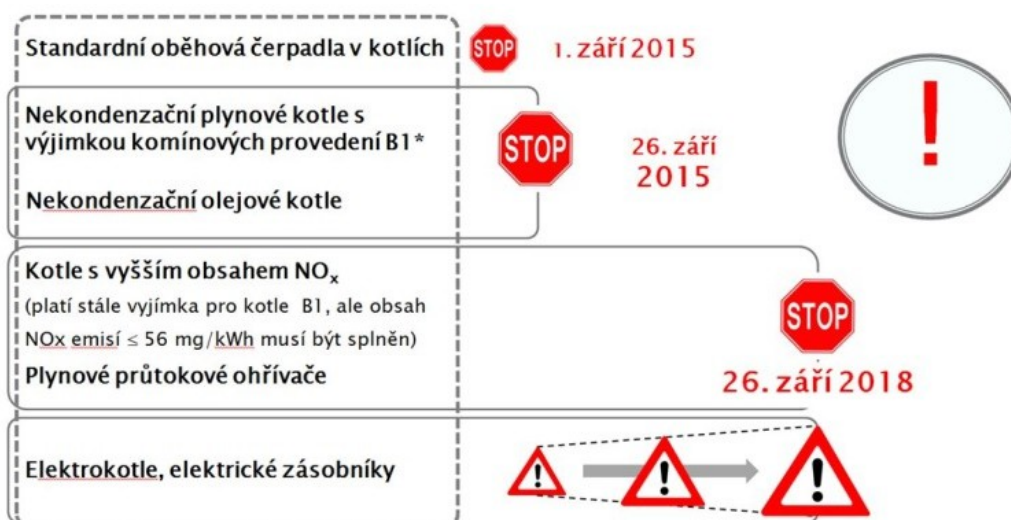 Standardní oběhová čerpadla v kotlích
STOP
1. září 2015
!
Nekondenzační plynové kotle s
výjimkou komínových provedení B1*
STOP
26. září
2015
Nekondenzační olejové kotle
Kotle s vyšším obsahem NOx
(platí stále vyjímka pro kotle B1, ale obsah
NOx emisí ≤ 56 mg/kWh musí být splněn)
STOP
Plynové průtokové ohřívače
26. září 2018
Elektrokotle, elektrické zásobníky
! ! !